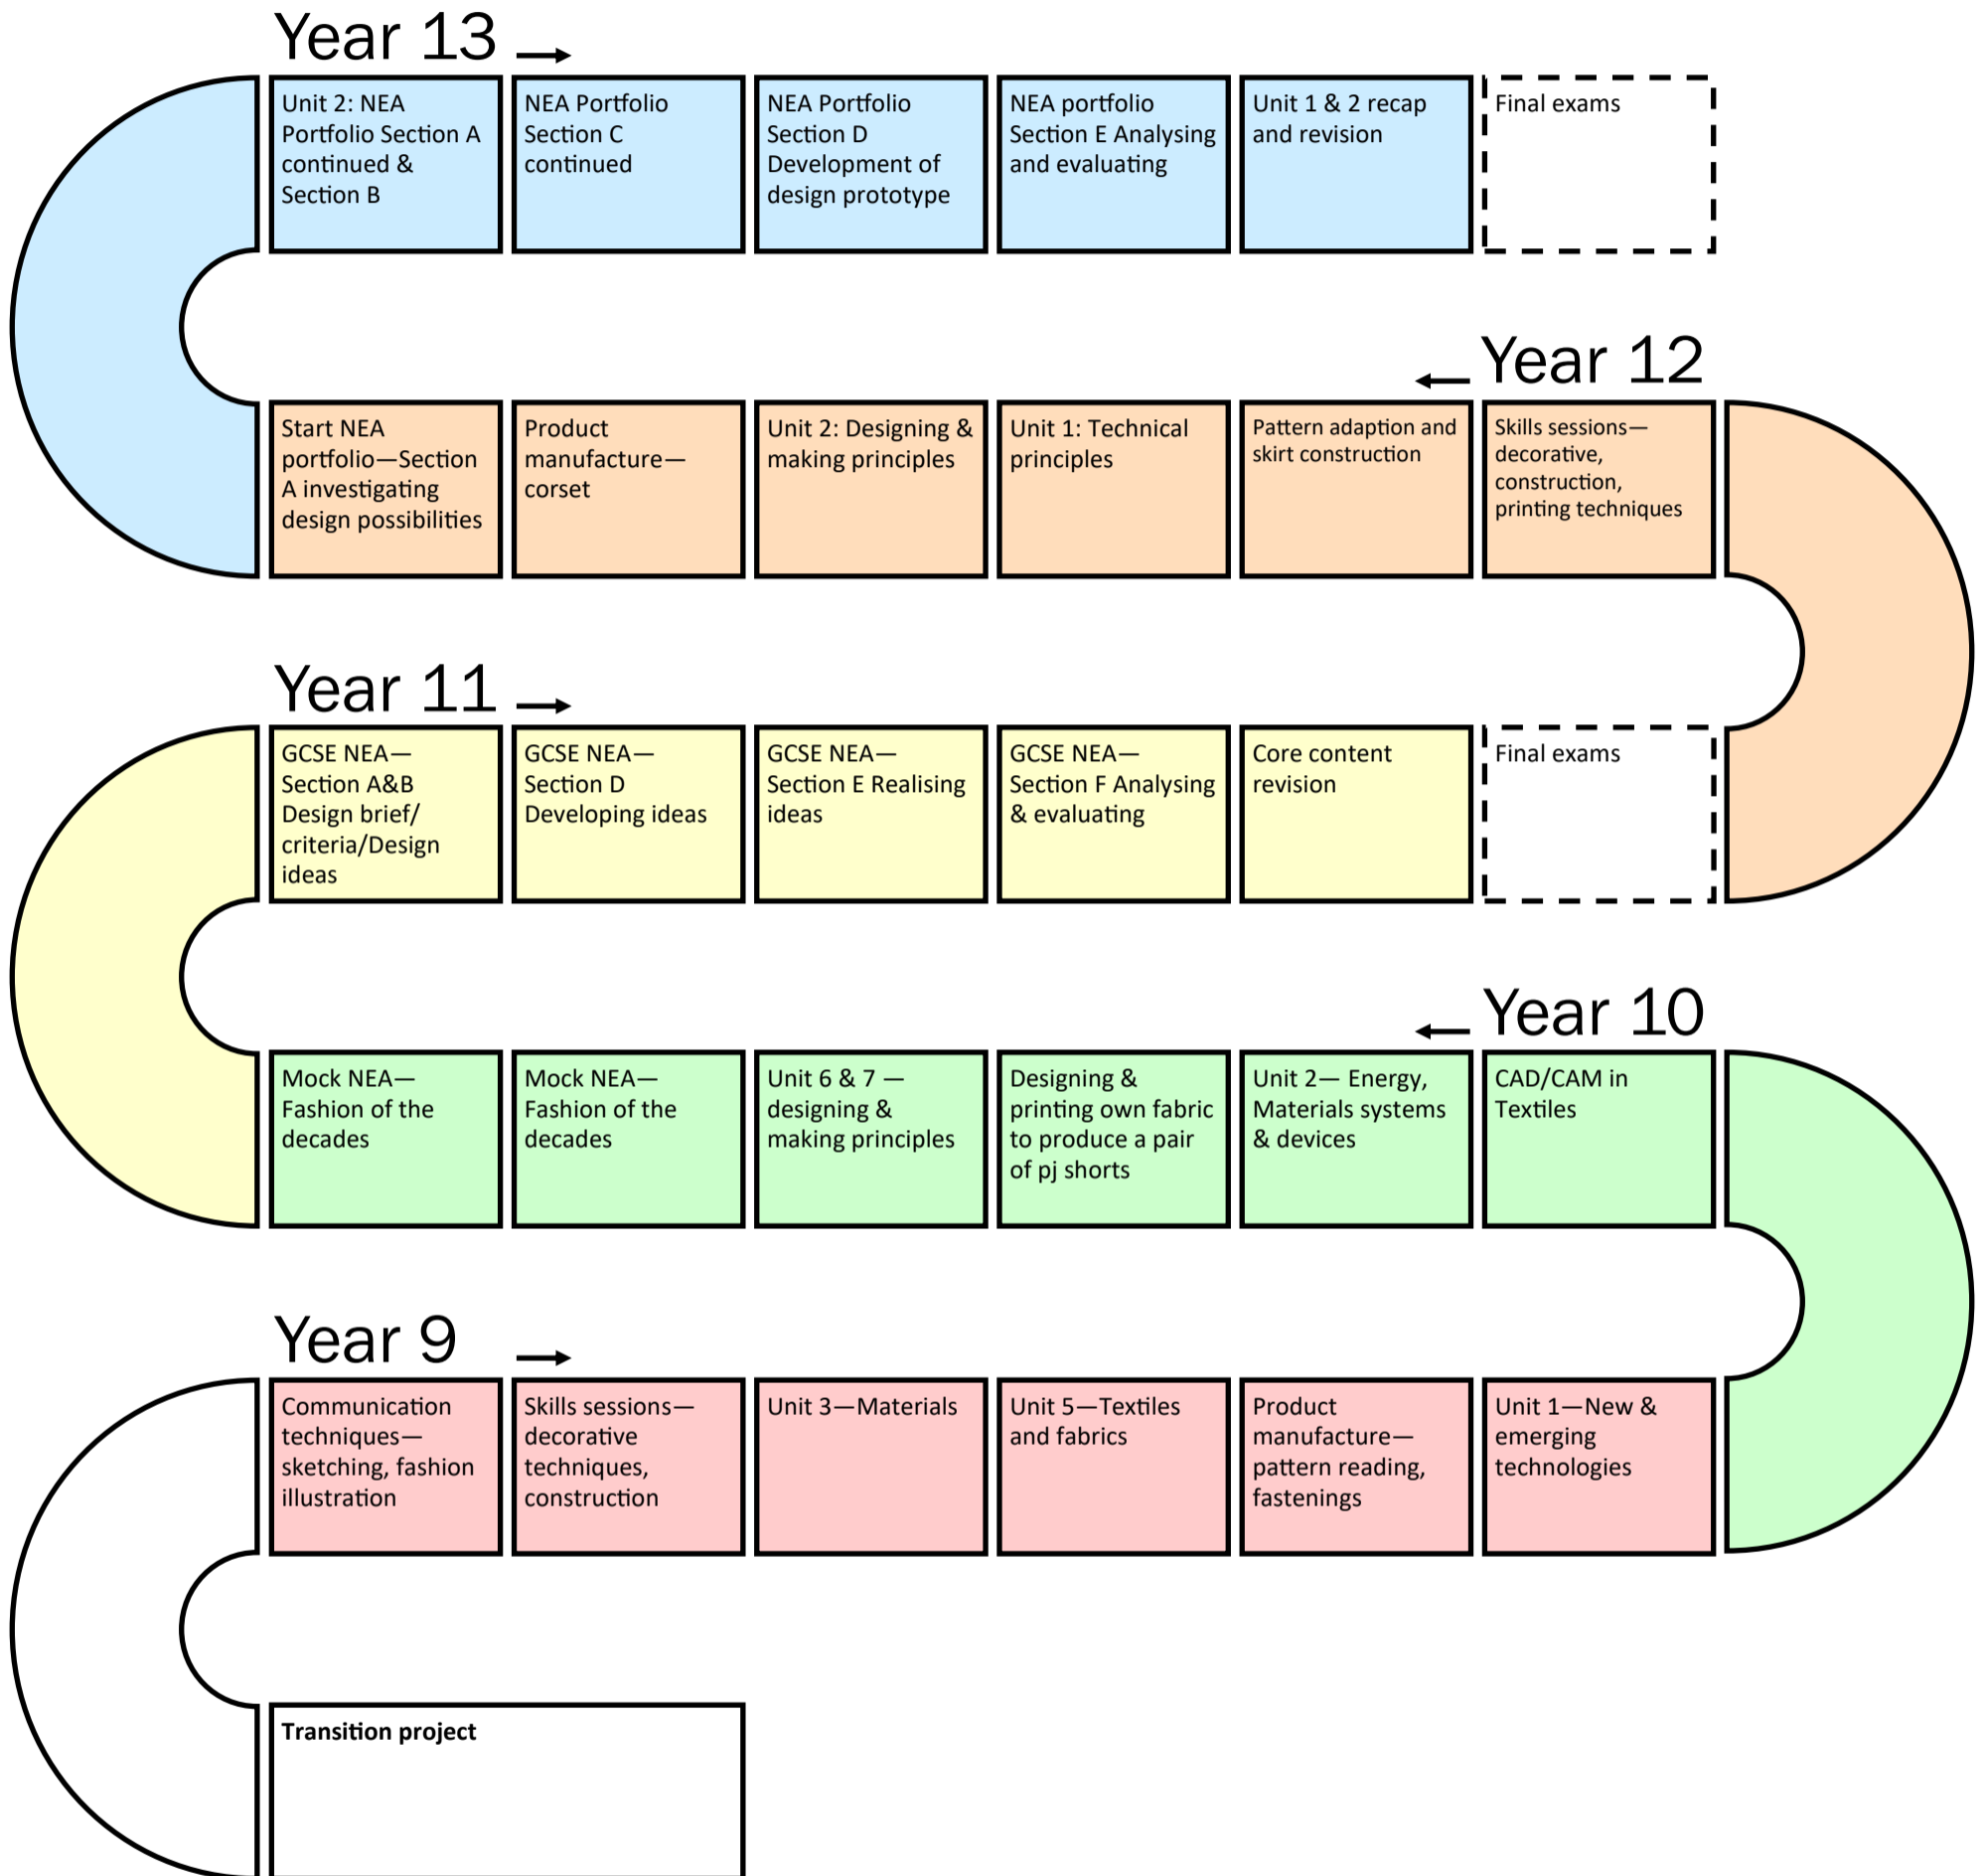 Year 13
Unit 2: NEA
Portfolio Section A
continued &
Section B
NEA Portfolio
Section C
continued
NEA Portfolio
Section D
Development of
design prototype
NEA portfolio
Section E Analysing
and evaluating
Unit 1 & 2 recap
and revision
Final exams
Year 12
Start NEA
portfolio—Section
A investigating
design possibilities
Product
manufacture—
corset
Unit 2: Designing &
making principles
Unit 1: Technical
principles
Pattern adaption and
skirt construction
Skills sessions—
decorative,
construction,
printing techniques
Year 11
GCSE NEA—
Section A&B
Design brief/
criteria/Design
ideas
GCSE NEA—
Section D
Developing ideas
GCSE NEA—
Section E Realising
ideas
GCSE NEA—
Section F Analysing
& evaluating
Core content
revision
Final exams
Year 10
Mock NEA—
Fashion of the
decades
Mock NEA—
Fashion of the
decades
Unit 6 & 7 —
designing &
making principles
Designing &
printing own fabric
to produce a pair
of pj shorts
Unit 2— Energy,
Materials systems
& devices
CAD/CAM in
Textiles
Year 9
Communication
techniques—
sketching, fashion
illustration
Skills sessions—
decorative
techniques,
construction
Unit 3—Materials
Unit 5—Textiles
and fabrics
Product
manufacture—
pattern reading,
fastenings
Unit 1—New &
emerging
technologies
Transition project